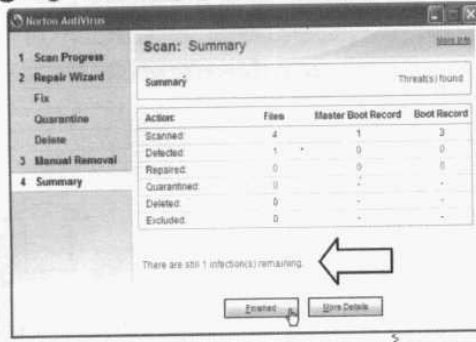 Norton AntiVirus
1 Scan Progress
2 Repair Wizard
Fix
Quarantine
Delete
3 Manual Removal
4 Summary
Scan: Summary
More Info
Summary
Threat(s) found
Action: Files Master Boot Record Boot Record
Scanned: 4 1 3
Detected: 1 0 0
Repaired: 0 0 0
Quarantined: 0 - -
Deleted: 0 - -
Excluded: 0 - -
There are still 1 infection(s) remaining.
Finished
More Details